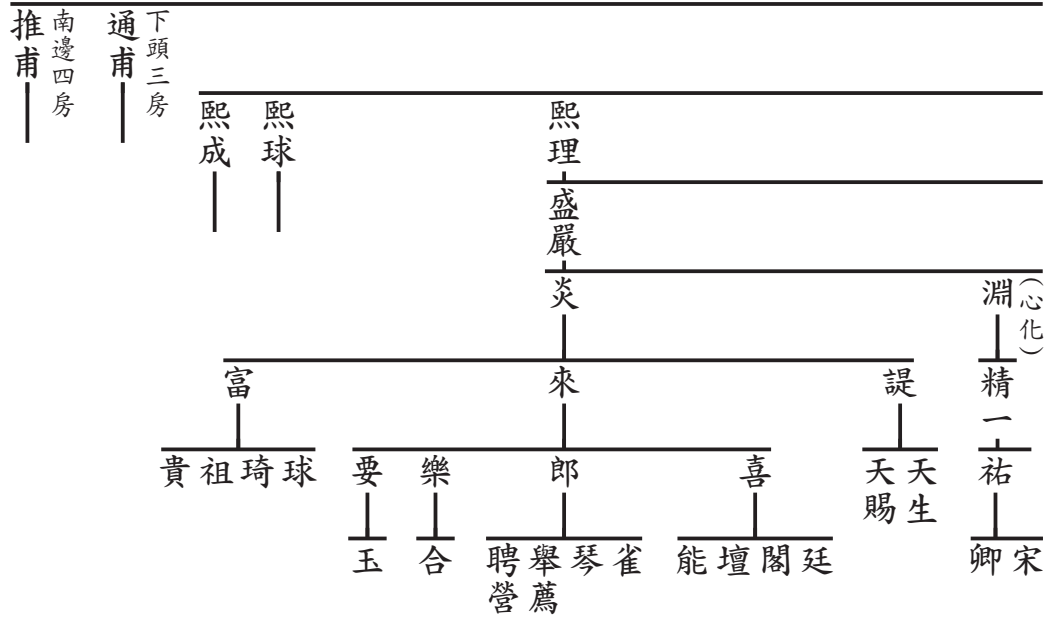 下頭三房
通甫
南邊四房
推甫
熙理
熙球
熙成
盛嚴
(心化)
淵
炎
精一
諟
來
富
祐
天生
天賜
喜
郎
樂
要
球
琦
祖
貴
宋
卿
廷
閣
壇
能
雀
琴
舉薦
聘營
合
玉